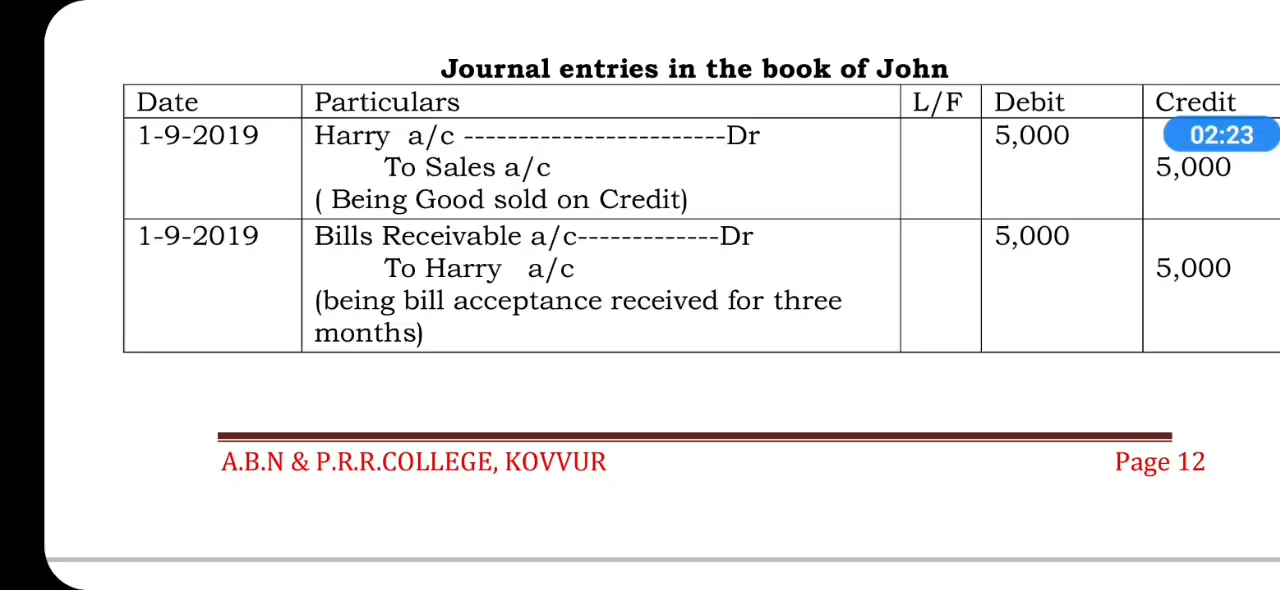 Journal entries in the book of John
Date Particulars L/F Debit Credit
1-9-2019 Harry a/c ------------------------Dr 5,000 02:23
To Sales a/c 5,000
( Being Good sold on Credit)
1-9-2019 Bills Receivable a/c-------------Dr 5,000
To Harry a/c 5,000
(being bill acceptance received for three
months)
A.B.N & P.R.R.COLLEGE, KOVVUR Page 12